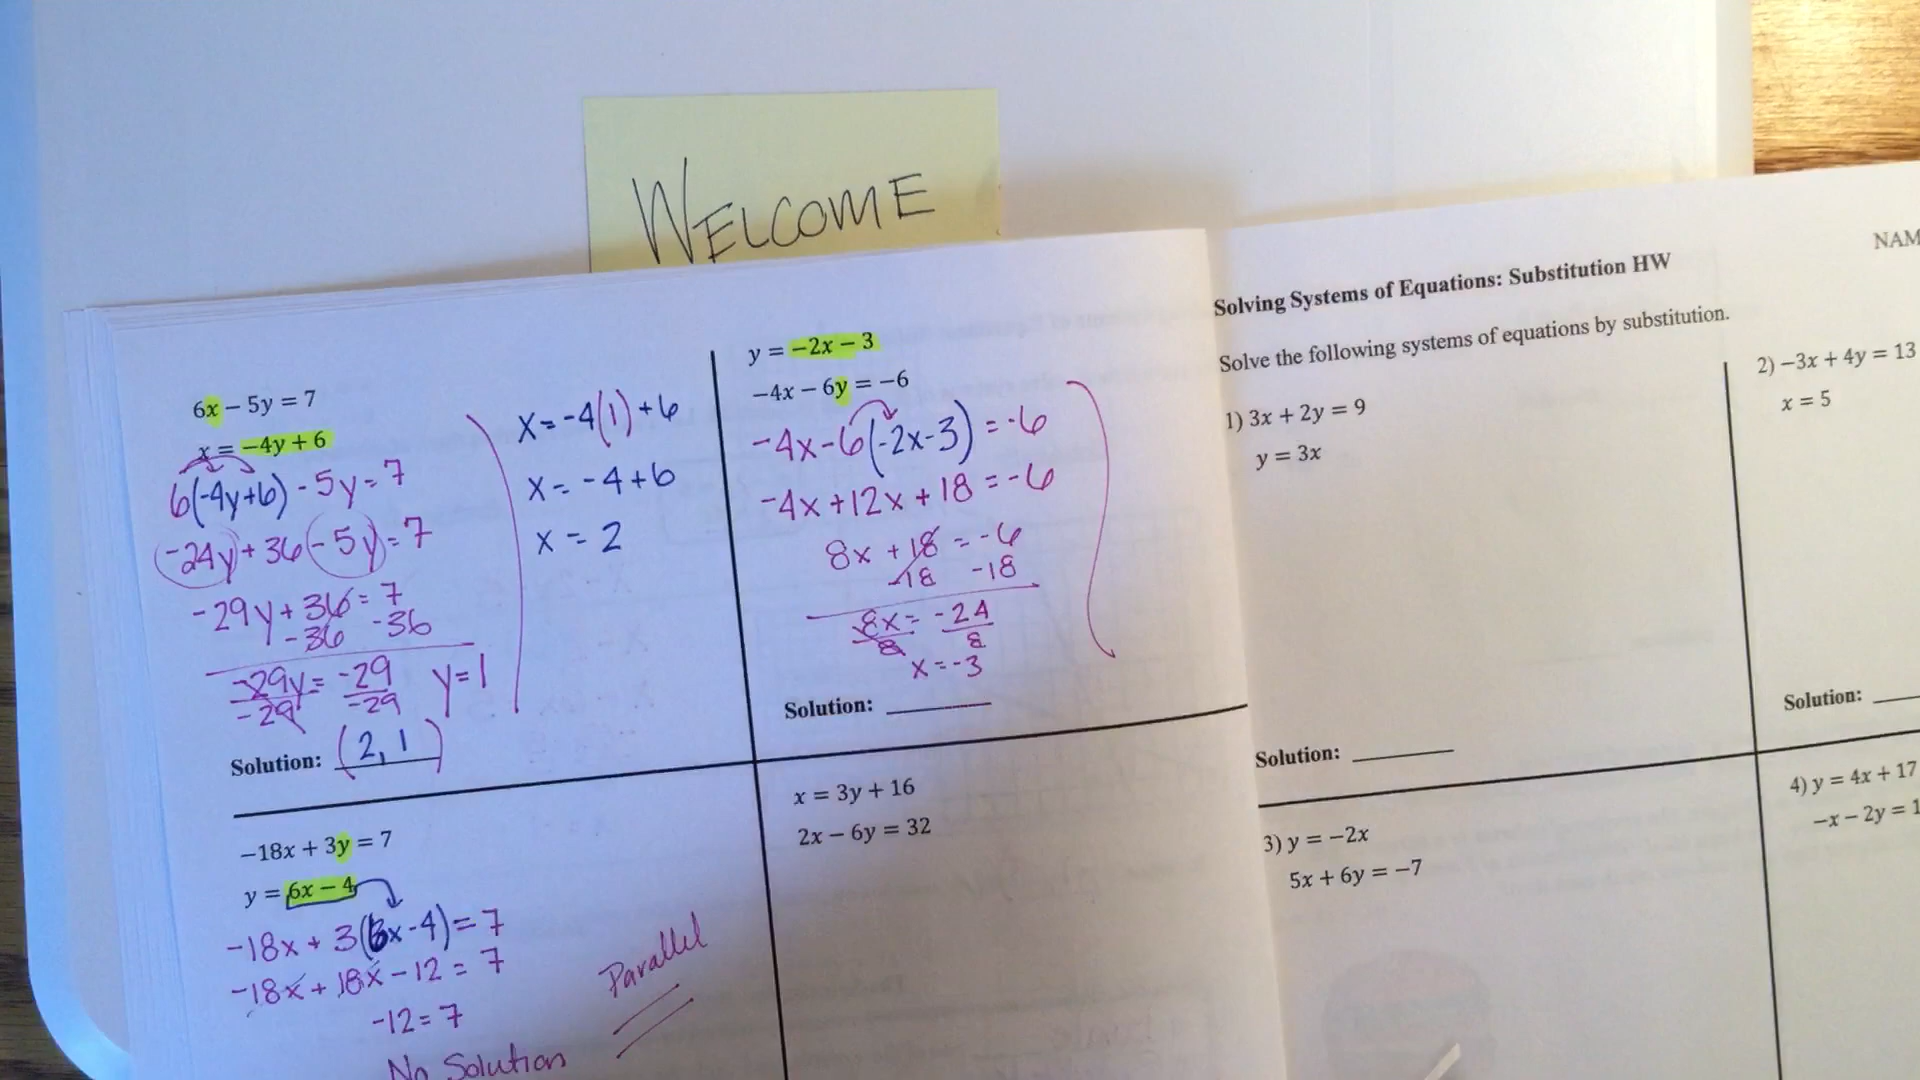 WELCOME
6x − 5y = 7
x = −4y + 6
6(-4y+6) - 5y = 7
-24y + 36 - 5y = 7
-29y + 36 = 7
-36 -36
-29y = -29 y = 1
-29 -29
Solution: (2, 1)
x = -4(1) + 6
x = -4 + 6
x = 2
y = −2x − 3
−4x − 6y = −6
-4x - 6(-2x-3) = -6
-4x + 12x + 18 = -6
8x + 18 = -6
-18 -18
8x = -24
8 8
x = -3
Solution: ________
−18x + 3y = 7
y = 6x − 4
-18x + 3(6x-4) = 7
-18x + 18x - 12 = 7
-12 = 7
No Solution
Parallel
x = 3y + 16
2x − 6y = 32
NAM
Solving Systems of Equations: Substitution HW
Solve the following systems of equations by substitution.
1) 3x + 2y = 9
y = 3x
Solution: ________
2) −3x + 4y = 13
x = 5
Solution: ____
3) y = −2x
5x + 6y = −7
4) y = 4x + 17
−x − 2y = 1